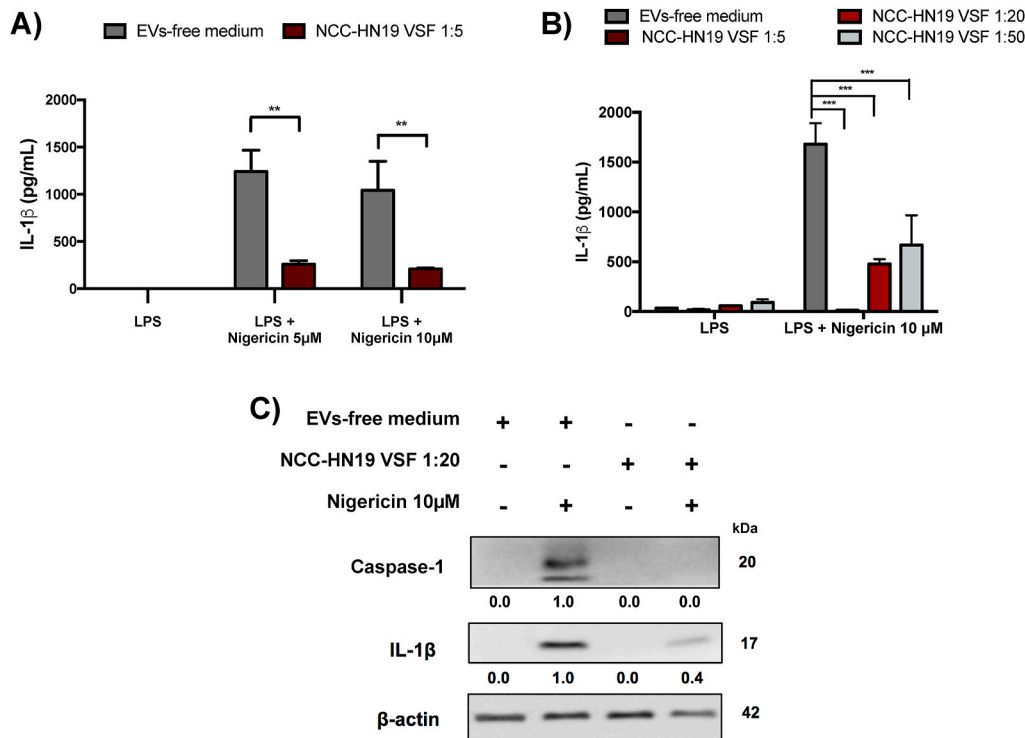 A)
EVs-free medium NCC-HN19 VSF 1:5
IL-1β (pg/mL)
2000
1500
1000
500
0
**
**
LPS
LPS +
Nigericin 5μM
LPS +
Nigericin 10μM
B)
EVs-free medium NCC-HN19 VSF 1:20
NCC-HN19 VSF 1:5 NCC-HN19 VSF 1:50
IL-1β (pg/mL)
2000
1500
1000
500
0
***
***
***
LPS
LPS + Nigericin 10 μM
C)
EVs-free medium + + - -
NCC-HN19 VSF 1:20 - - + +
Nigericin 10μM - + - +
kDa
Caspase-1 20
0.0 1.0 0.0 0.0
IL-1β 17
0.0 1.0 0.0 0.4
β-actin 42